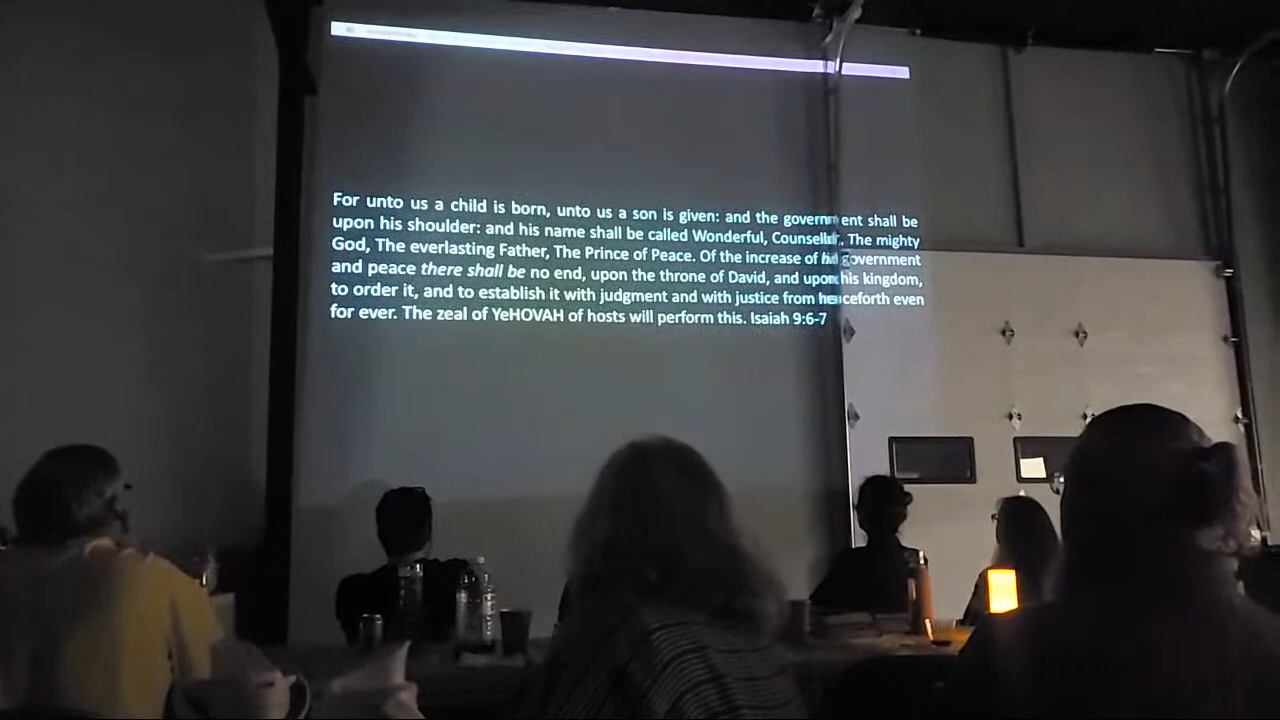 For unto us a child is born, unto us a son is given: and the government shall be
upon his shoulder: and his name shall be called Wonderful, Counsellor, The mighty
God, The everlasting Father, The Prince of Peace. Of the increase of his government
and peace there shall be no end, upon the throne of David, and upon his kingdom,
to order it, and to establish it with judgment and with justice from henceforth even
for ever. The zeal of YeHOVAH of hosts will perform this. Isaiah 9:6-7